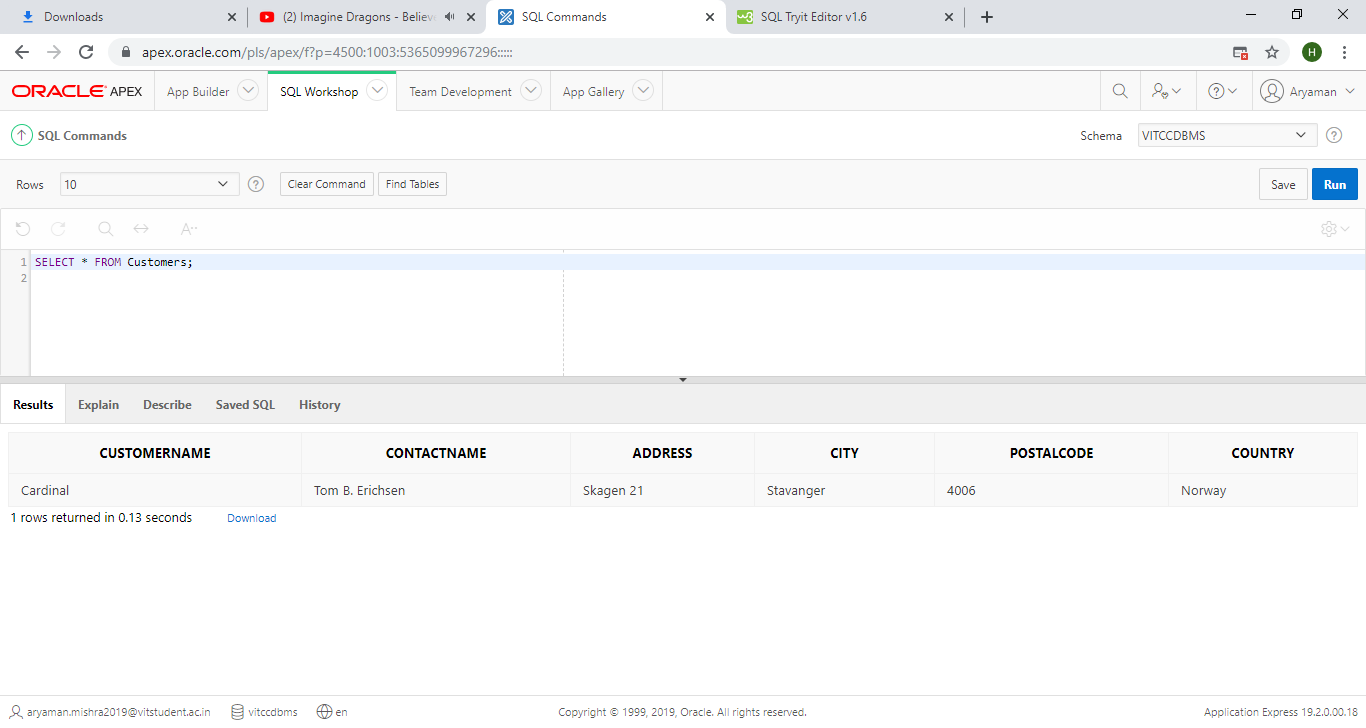 Downloads
(2) Imagine Dragons - Believe
SQL Commands
SQL Tryit Editor v1.6
apex.oracle.com/pls/apex/f?p=4500:1003:5365099967296:::::
H
ORACLE APEX
App Builder
SQL Workshop
Team Development
App Gallery
Aryaman
SQL Commands
Schema
VITCCDBMS
Rows
10
Clear Command
Find Tables
Save
Run
1 SELECT * FROM Customers;
2
Results
Explain
Describe
Saved SQL
History
CUSTOMERNAME CONTACTNAME ADDRESS CITY POSTALCODE COUNTRY
Cardinal Tom B. Erichsen Skagen 21 Stavanger 4006 Norway
1 rows returned in 0.13 seconds
Download
aryaman.mishra2019@vitstudent.ac.in
vitccdbms
en
Copyright © 1999, 2019, Oracle. All rights reserved.
Application Express 19.2.0.00.18